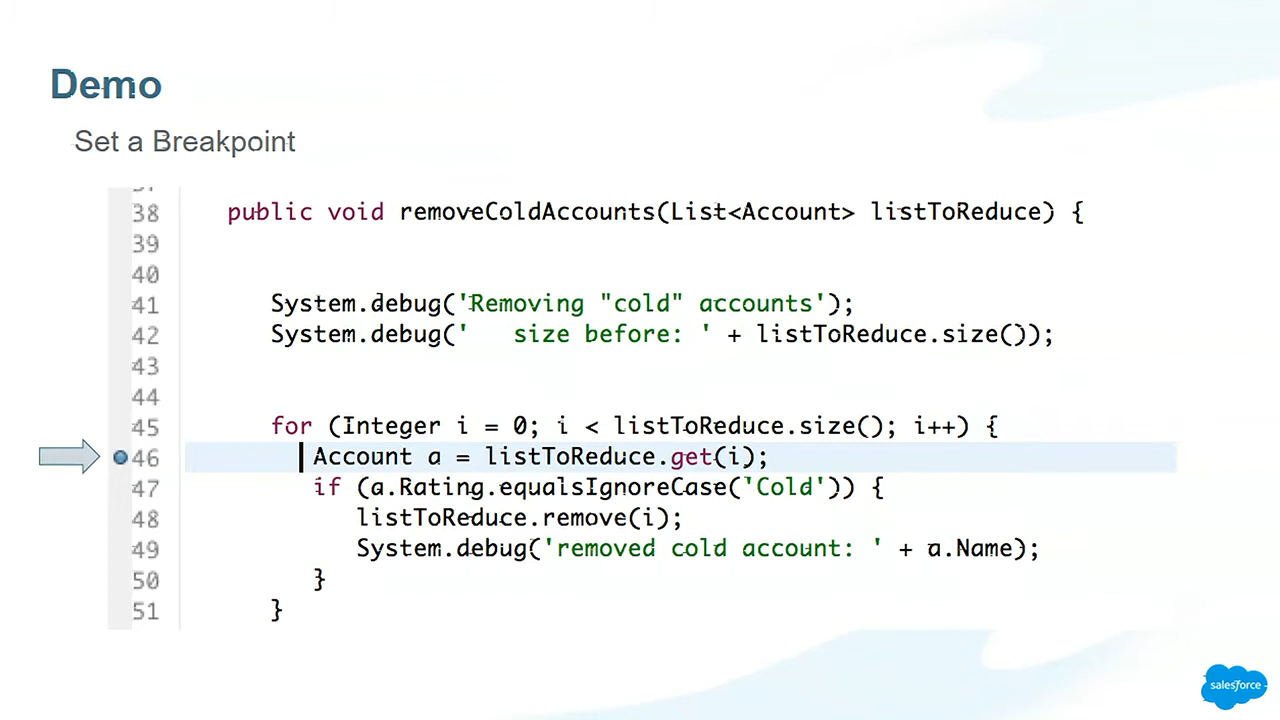 Demo
Set a Breakpoint
38 public void removeColdAccounts(List<Account> listToReduce) {
39
40
41 System.debug('Removing "cold" accounts');
42 System.debug('   size before: ' + listToReduce.size());
43
44
45 for (Integer i = 0; i < listToReduce.size(); i++) {
46 Account a = listToReduce.get(i);
47 if (a.Rating.equalsIgnoreCase('Cold')) {
48 listToReduce.remove(i);
49 System.debug('removed cold account: ' + a.Name);
50 }
51 }
salesforce